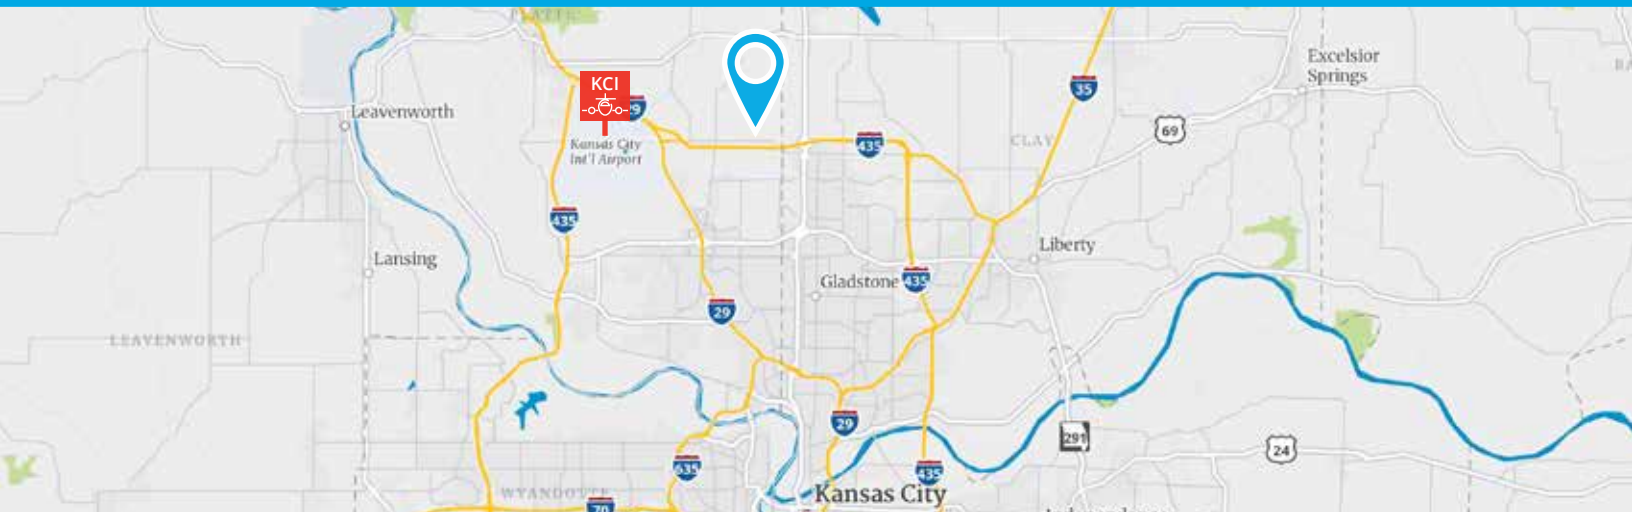 PLATTE
Excelsior
Springs
KCI
29
35
Leavenworth
69
Kansas City
Int'l Airport
435
CLAY
435
Lansing
Liberty
Gladstone
435
29
LEAVENWORTH
29
291
24
635
435
WYANDOTTE
Kansas City
70